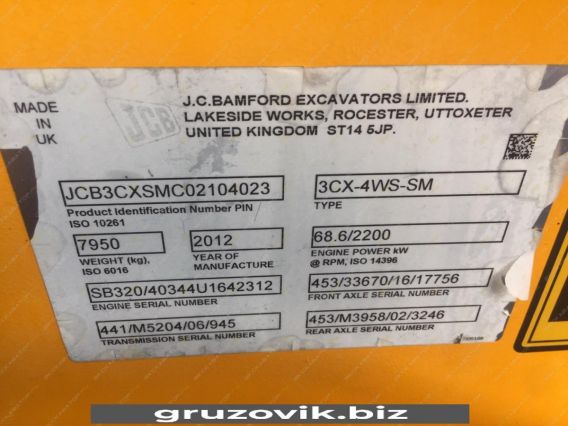 MADE
IN
UK
JCB
J.C.BAMFORD EXCAVATORS LIMITED.
LAKESIDE WORKS, ROCESTER, UTTOXETER
UNITED KINGDOM ST14 5JP.
JCB3CXSMC02104023
Product Identification Number PIN
ISO 10261
3CX-4WS-SM
TYPE
7950
WEIGHT (kg),
ISO 6016
2012
YEAR OF
MANUFACTURE
68.6/2200
ENGINE POWER kW
@ RPM, ISO 14396
SB320/40344U1642312
ENGINE SERIAL NUMBER
453/33670/16/17756
FRONT AXLE SERIAL NUMBER
441/M5204/06/945
TRANSMISSION SERIAL NUMBER
453/M3958/02/3246
REAR AXLE SERIAL NUMBER
gruzovik.biz